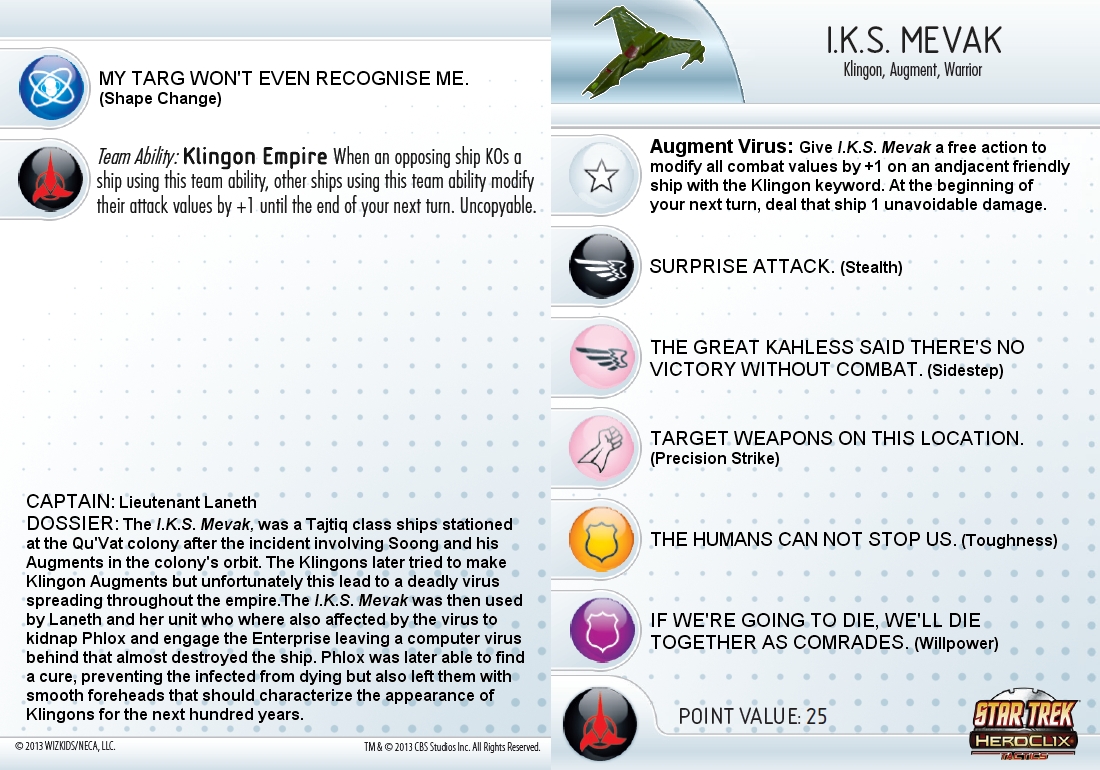 MY TARG WON'T EVEN RECOGNISE ME.
(Shape Change)
Team Ability: Klingon Empire When an opposing ship KOs a
ship using this team ability, other ships using this team ability modify
their attack values by +1 until the end of your next turn. Uncopyable.
CAPTAIN: Lieutenant Laneth
DOSSIER: The I.K.S. Mevak, was a Tajtiq class ships stationed
at the Qu'Vat colony after the incident involving Soong and his
Augments in the colony's orbit. The Klingons later tried to make
Klingon Augments but unfortunately this lead to a deadly virus
spreading throughout the empire.The I.K.S. Mevak was then used
by Laneth and her unit who where also affected by the virus to
kidnap Phlox and engage the Enterprise leaving a computer virus
behind that almost destroyed the ship. Phlox was later able to find
a cure, preventing the infected from dying but also left them with
smooth foreheads that should characterize the appearance of
Klingons for the next hundred years.
© 2013 WIZKIDS/NECA, LLC.
TM & © 2013 CBS Studios Inc. All Rights Reserved.
I.K.S. MEVAK
Klingon, Augment, Warrior
Augment Virus: Give I.K.S. Mevak a free action to
modify all combat values by +1 on an andjacent friendly
ship with the Klingon keyword. At the beginning of
your next turn, deal that ship 1 unavoidable damage.
SURPRISE ATTACK. (Stealth)
THE GREAT KAHLESS SAID THERE'S NO
VICTORY WITHOUT COMBAT. (Sidestep)
TARGET WEAPONS ON THIS LOCATION.
(Precision Strike)
THE HUMANS CAN NOT STOP US. (Toughness)
IF WE'RE GOING TO DIE, WE'LL DIE
TOGETHER AS COMRADES. (Willpower)
POINT VALUE: 25
STAR TREK
HEROCLIX
TACTICS